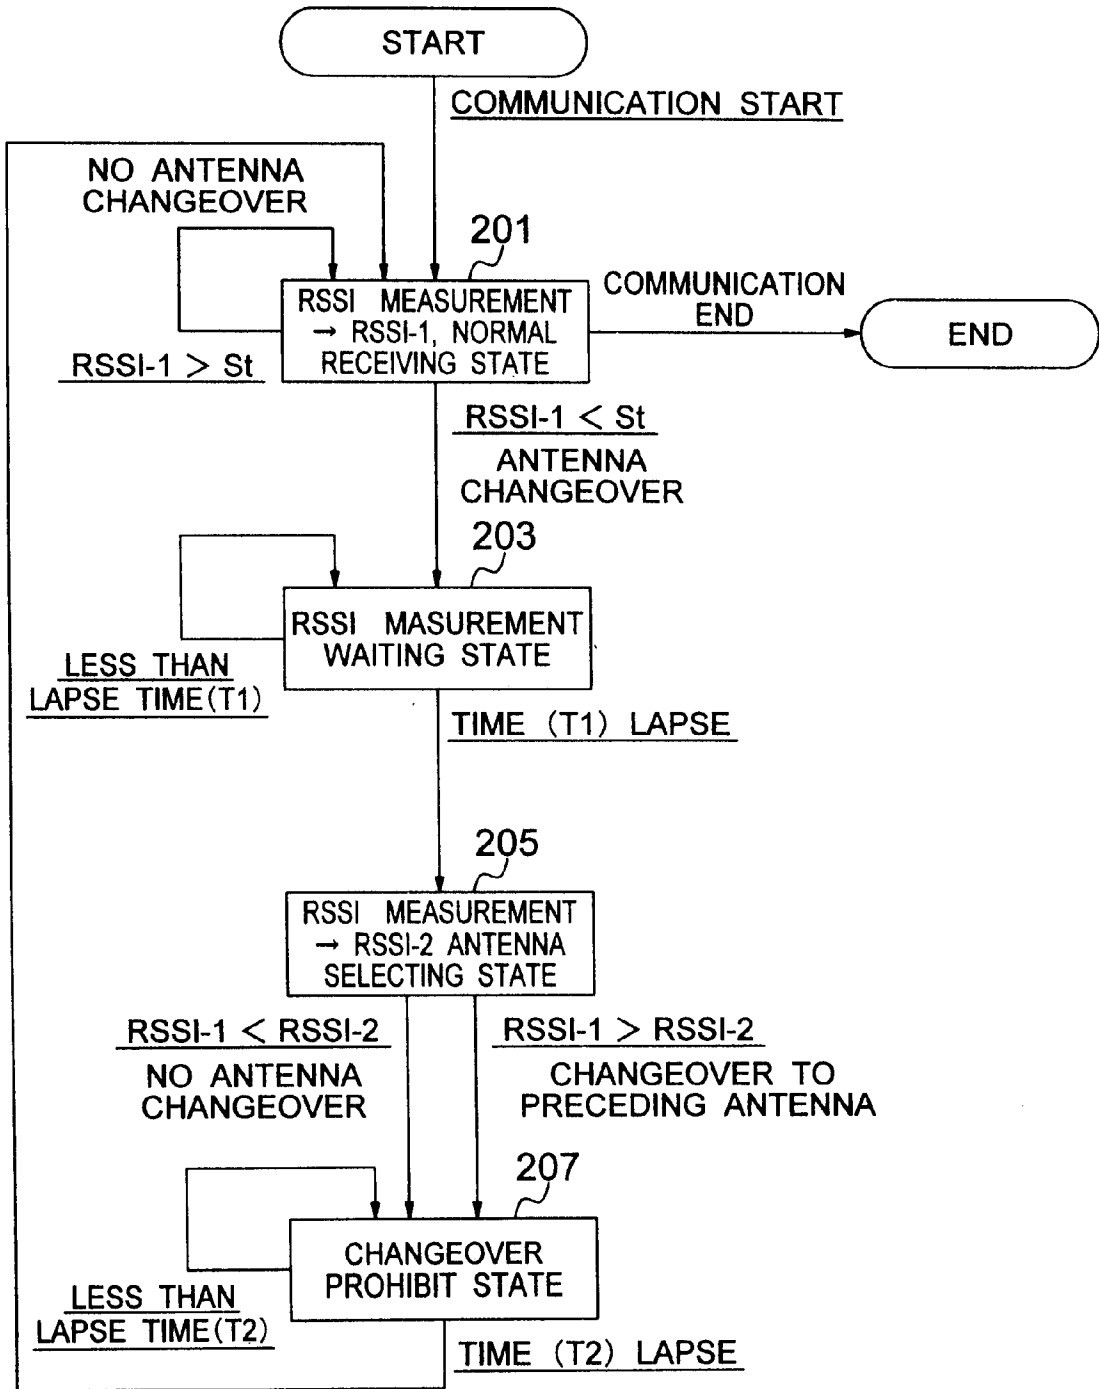 START
COMMUNICATION START
NO ANTENNA
CHANGEOVER
201
RSSI MEASUREMENT
→ RSSI-1, NORMAL
RECEIVING STATE
COMMUNICATION
END
END
RSSI-1 > St
RSSI-1 < St
ANTENNA
CHANGEOVER
203
RSSI MASUREMENT
WAITING STATE
LESS THAN
LAPSE TIME(T1)
TIME (T1) LAPSE
205
RSSI MEASUREMENT
→ RSSI-2 ANTENNA
SELECTING STATE
RSSI-1 < RSSI-2
NO ANTENNA
CHANGEOVER
RSSI-1 > RSSI-2
CHANGEOVER TO
PRECEDING ANTENNA
207
CHANGEOVER
PROHIBIT STATE
LESS THAN
LAPSE TIME(T2)
TIME (T2) LAPSE